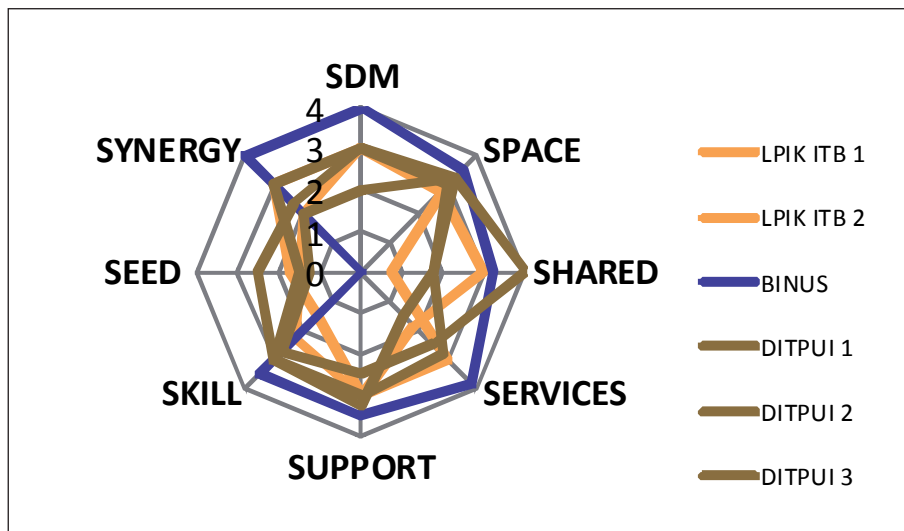 SDM
4
SYNERGY
3
SPACE
2
1
SEED
0
SHARED
SKILL
SERVICES
SUPPORT
LPIK ITB 1
LPIK ITB 2
BINUS
DITPUI 1
DITPUI 2
DITPUI 3